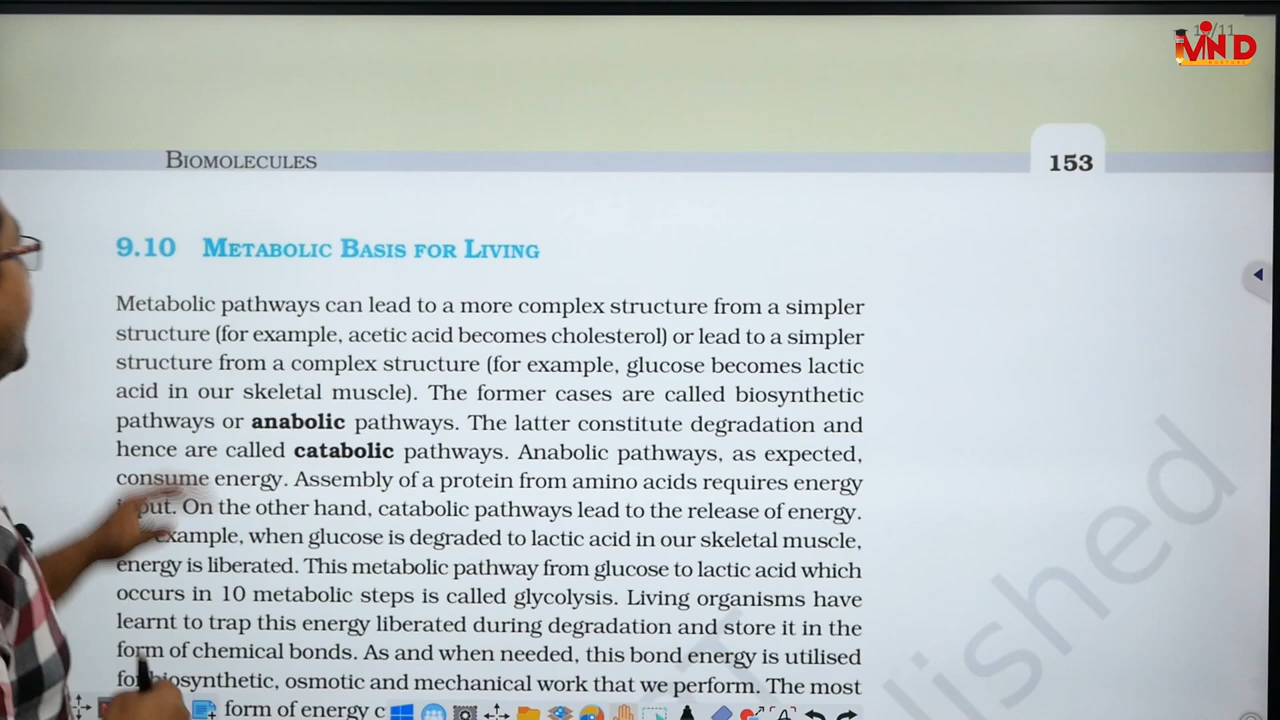 11
MIND
BIOMOLECULES
153
9.10 METABOLIC BASIS FOR LIVING
Metabolic pathways can lead to a more complex structure from a simpler
structure (for example, acetic acid becomes cholesterol) or lead to a simpler
structure from a complex structure (for example, glucose becomes lactic
acid in our skeletal muscle). The former cases are called biosynthetic
pathways or anabolic pathways. The latter constitute degradation and
hence are called catabolic pathways. Anabolic pathways, as expected,
consume energy. Assembly of a protein from amino acids requires energy
input. On the other hand, catabolic pathways lead to the release of energy.
example, when glucose is degraded to lactic acid in our skeletal muscle,
energy is liberated. This metabolic pathway from glucose to lactic acid which
occurs in 10 metabolic steps is called glycolysis. Living organisms have
learnt to trap this energy liberated during degradation and store it in the
form of chemical bonds. As and when needed, this bond energy is utilised
for biosynthetic, osmotic and mechanical work that we perform. The most
form of energy c
lished